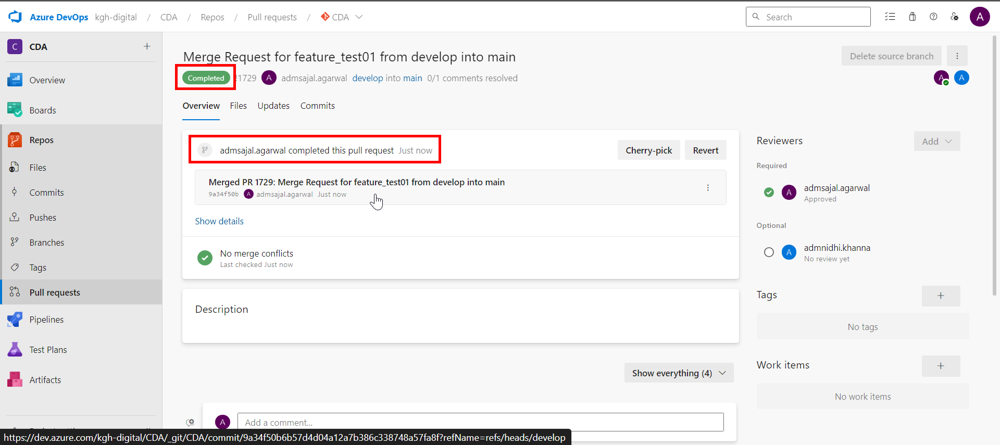 Azure DevOps kgh-digital / CDA / Repos / Pull requests / CDA
Search
A
C CDA
Overview
Boards
Repos
Files
Commits
Pushes
Branches
Tags
Pull requests
Pipelines
Test Plans
Artifacts
Merge Request for feature_test01 from develop into main
Delete source branch
Completed !1729 A admsajal.agarwal develop into main 0/1 comments resolved
A A
Overview Files Updates Commits
admsajal.agarwal completed this pull request Just now
Cherry-pick Revert
Merged PR 1729: Merge Request for feature_test01 from develop into main
9a34f50b A admsajal.agarwal Just now
Show details
No merge conflicts
Last checked Just now
Description
Show everything (4)
A Add a comment...
Reviewers
Add
Required
A admsajal.agarwal
Approved
Optional
A admnidhi.khanna
No review yet
Tags
No tags
Work items
No work items
https://dev.azure.com/kgh-digital/CDA/_git/CDA/commit/9a34f50b6b57d4d04a12a7b386c338748a57fa8f?refName=refs/heads/develop